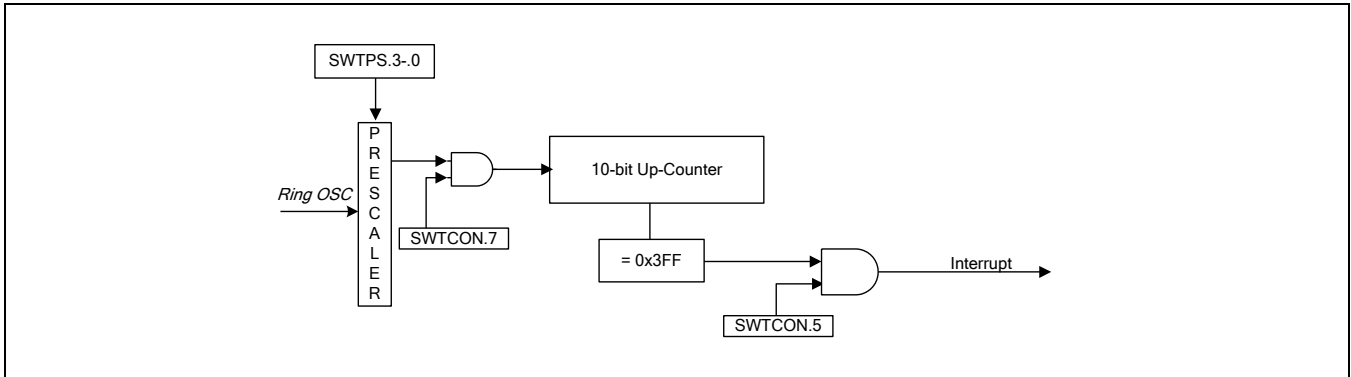 SWTPS.3-.0
P
R
E
S
C
A
L
E
R
Ring OSC
SWTCON.7
10-bit Up-Counter
= 0x3FF
SWTCON.5
Interrupt